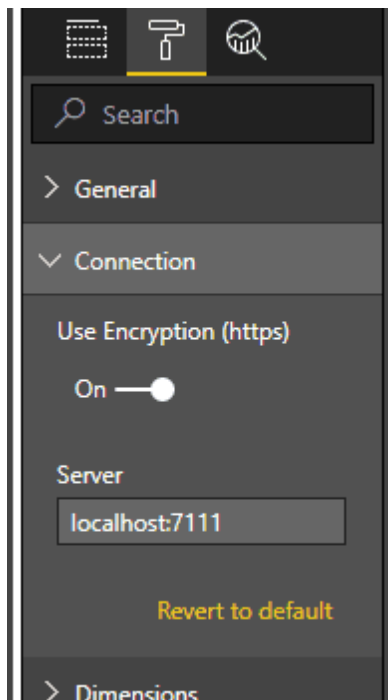 Search
General
Connection
Use Encryption (https)
On
Server
localhost:7111
Revert to default
Dimensions